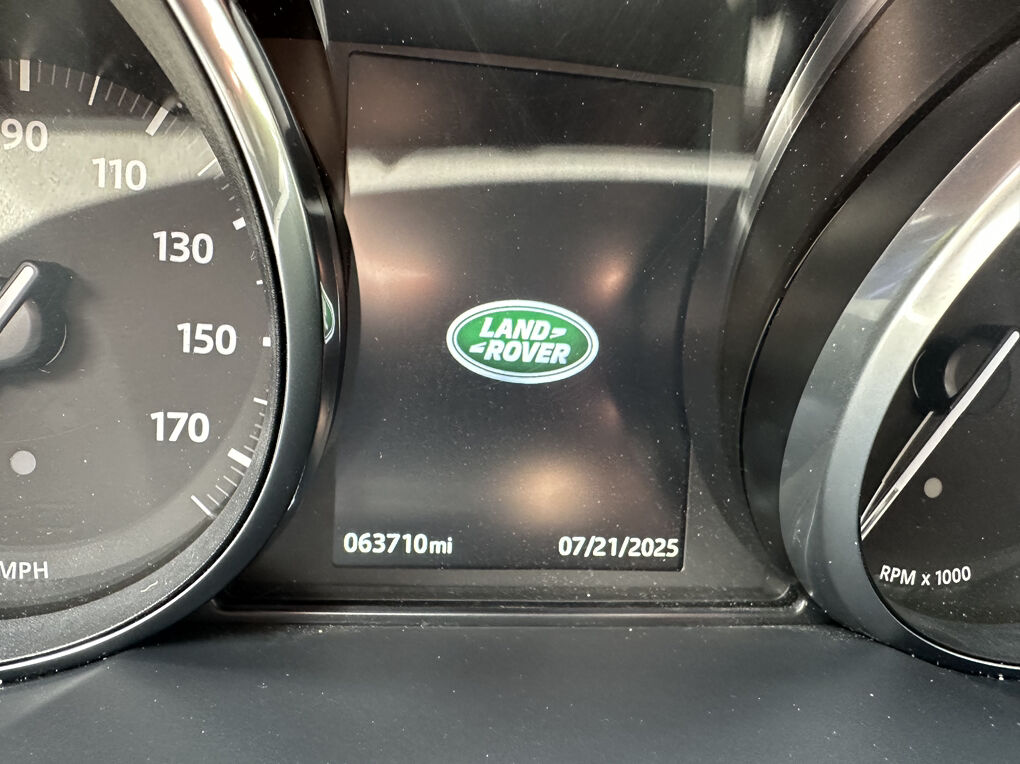 90
110
130
150
170
MPH
LAND
ROVER
063710mi
07/21/2025
RPM x 1000